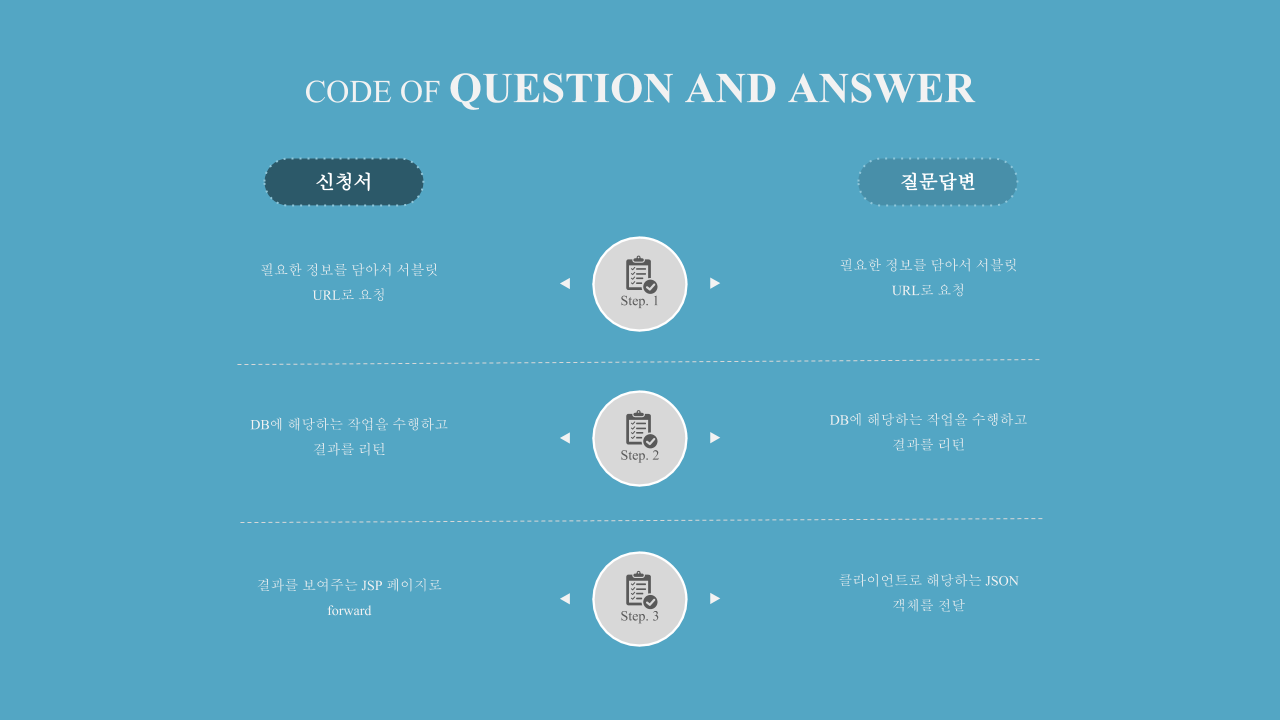 CODE OF QUESTION AND ANSWER
신청서
질문답변
필요한 정보를 담아서 서블릿
URL로 요청
Step. 1
필요한 정보를 담아서 서블릿
URL로 요청
DB에 해당하는 작업을 수행하고
결과를 리턴
Step. 2
DB에 해당하는 작업을 수행하고
결과를 리턴
결과를 보여주는 JSP 페이지로
forward
Step. 3
클라이언트로 해당하는 JSON
객체를 전달